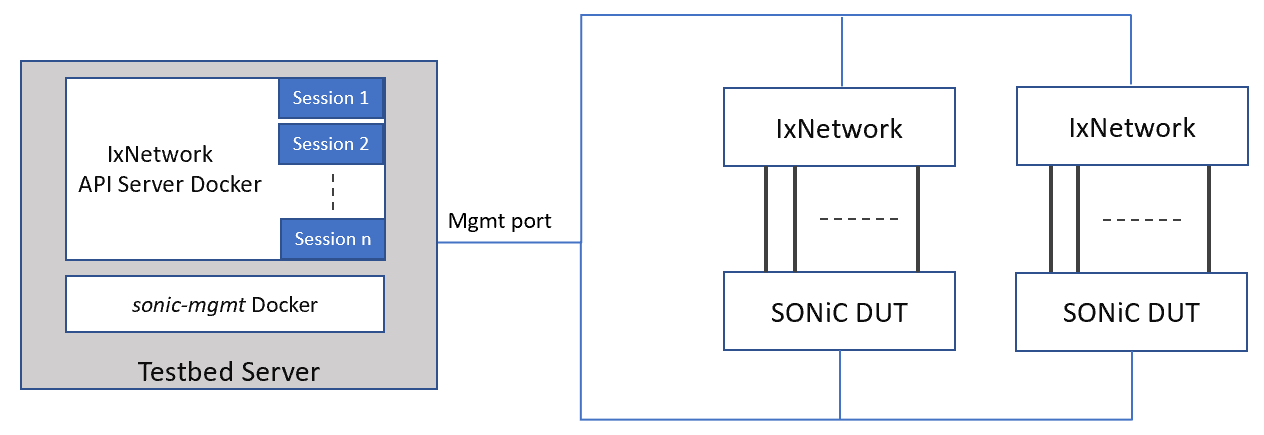 Session 1
Session 2
IxNetwork
API Server Docker
Session n
sonic-mgmt Docker
Testbed Server
Mgmt port
IxNetwork
SONiC DUT
IxNetwork
SONiC DUT